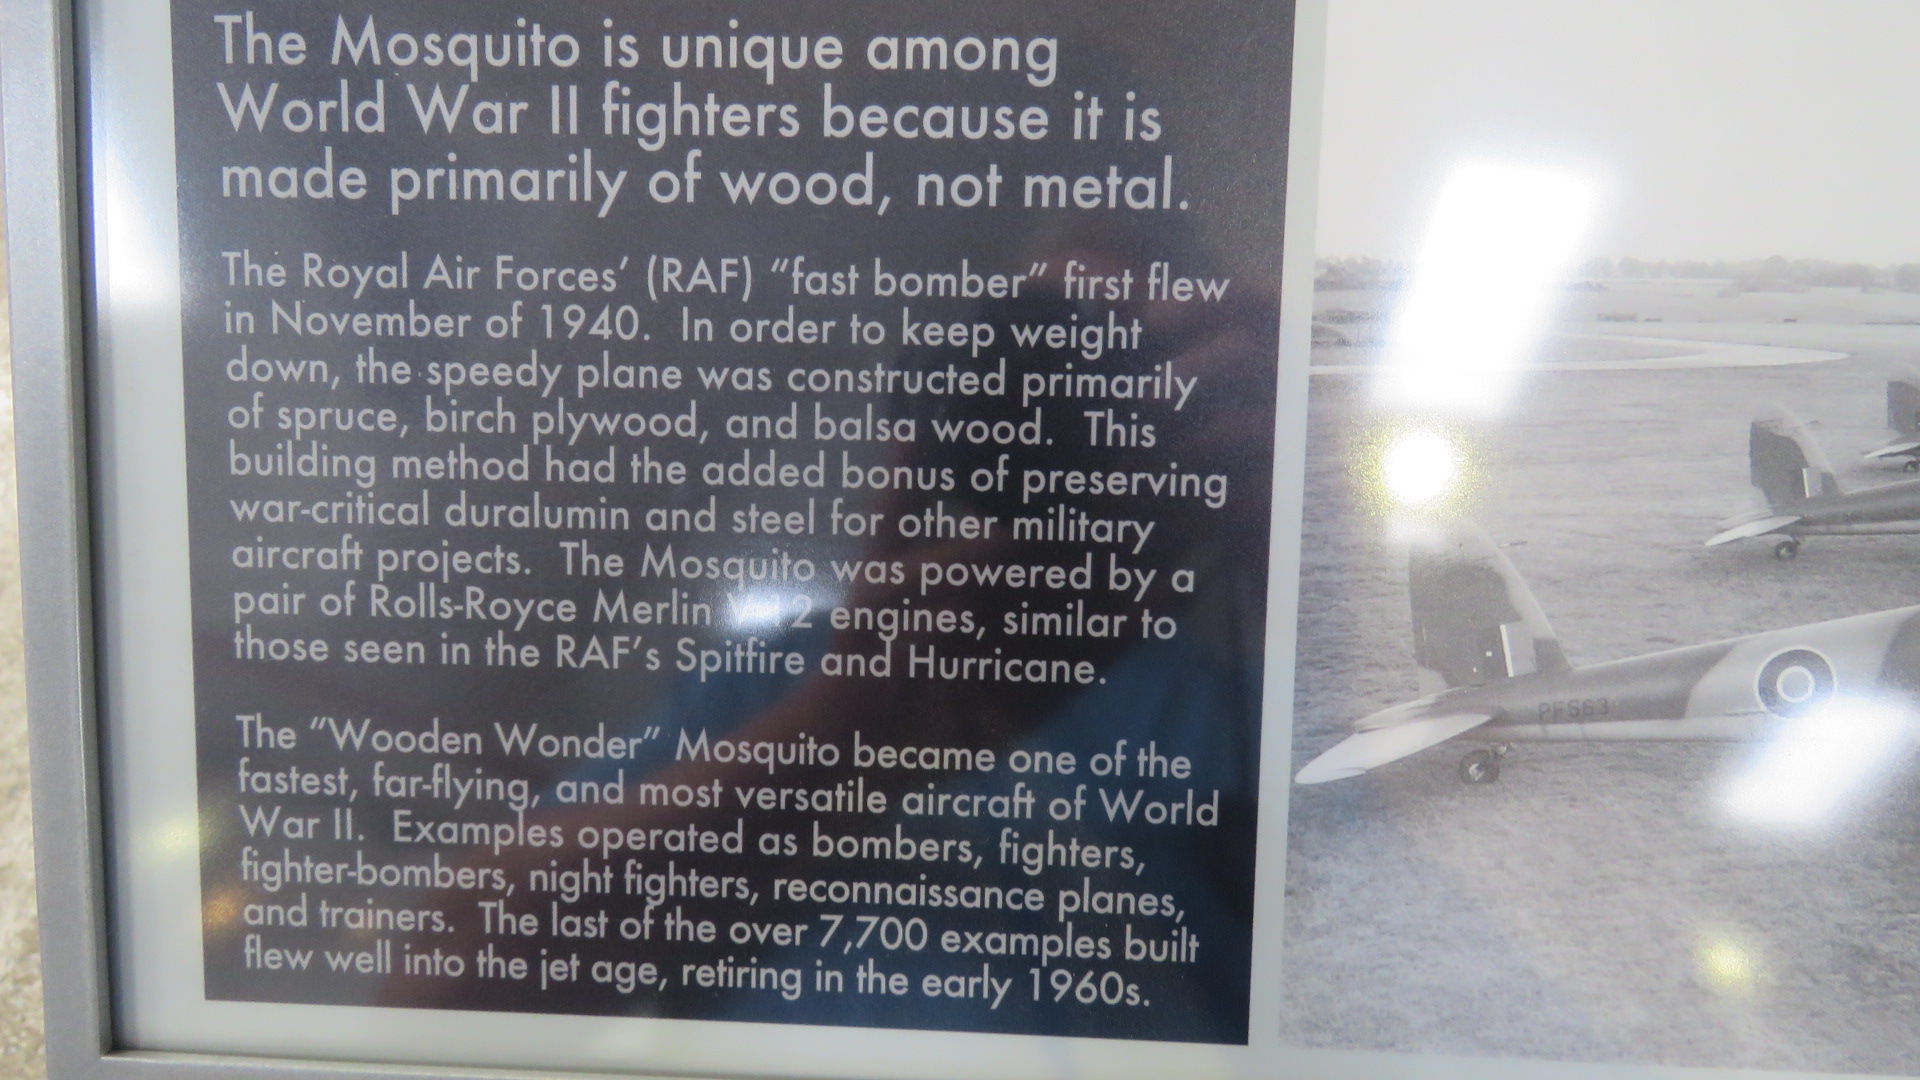 The Mosquito is unique among
World War II fighters because it is
made primarily of wood, not metal.
The Royal Air Forces’ (RAF) “fast bomber” first flew
in November of 1940. In order to keep weight
down, the speedy plane was constructed primarily
of spruce, birch plywood, and balsa wood. This
building method had the added bonus of preserving
war-critical duralumin and steel for other military
aircraft projects. The Mosquito was powered by a
pair of Rolls-Royce Merlin engines, similar to
those seen in the RAF’s Spitfire and Hurricane.
The “Wooden Wonder” Mosquito became one of the
fastest, far-flying, and most versatile aircraft of World
War II. Examples operated as bombers, fighters,
fighter-bombers, night fighters, reconnaissance planes,
and trainers. The last of the over 7,700 examples built
flew well into the jet age, retiring in the early 1960s.